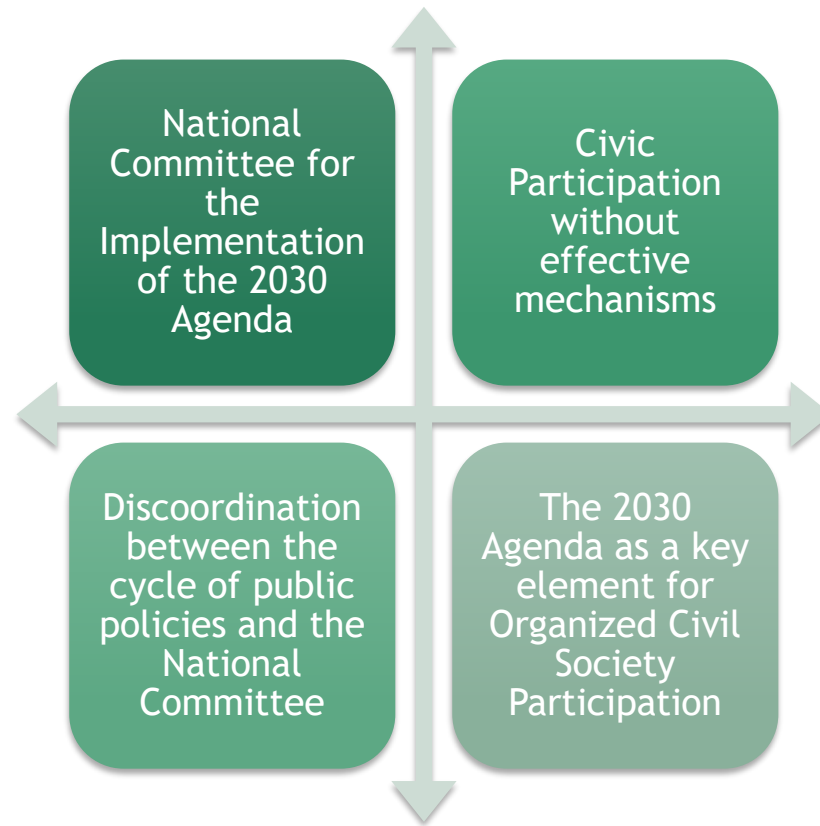 National
Committee for
the
Implementation
of the 2030
Agenda
Civic
Participation
without
effective
mechanisms
Discoordination
between the
cycle of public
policies and the
National
Committee
The 2030
Agenda as a key
element for
Organized Civil
Society
Participation